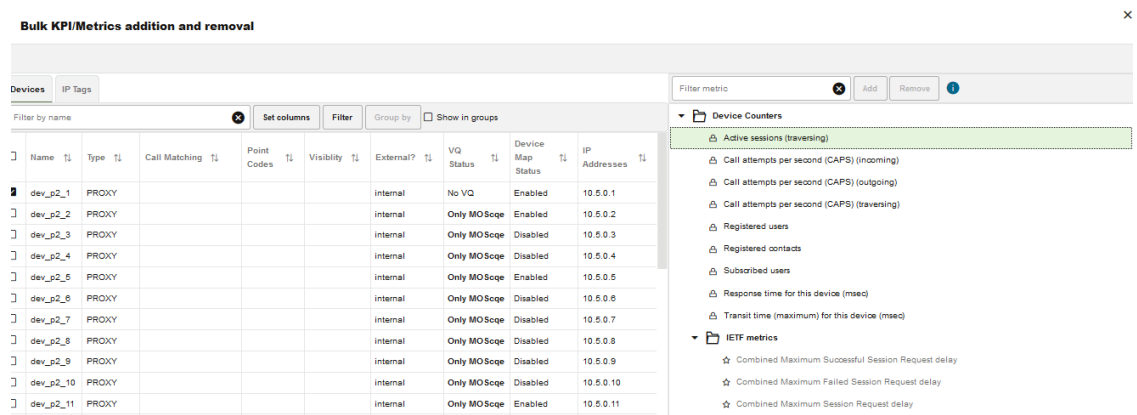 Bulk KPI/Metrics addition and removal
Devices IP Tags
Filter by name Set columns Filter Group by Show in groups
Name Type Call Matching Point Codes Visiblity External? VQ Status Device Map Status IP Addresses
dev_p2_1 PROXY internal No VQ Enabled 10.5.0.1
dev_p2_2 PROXY internal Only MOScqe Enabled 10.5.0.2
dev_p2_3 PROXY internal Only MOScqe Disabled 10.5.0.3
dev_p2_4 PROXY internal Only MOScqe Disabled 10.5.0.4
dev_p2_5 PROXY internal Only MOScqe Enabled 10.5.0.5
dev_p2_6 PROXY internal Only MOScqe Disabled 10.5.0.6
dev_p2_7 PROXY internal Only MOScqe Disabled 10.5.0.7
dev_p2_8 PROXY internal Only MOScqe Disabled 10.5.0.8
dev_p2_9 PROXY internal Only MOScqe Disabled 10.5.0.9
dev_p2_10 PROXY internal Only MOScqe Disabled 10.5.0.10
dev_p2_11 PROXY internal Only MOScqe Enabled 10.5.0.11
Filter metric Add Remove i
Device Counters
Active sessions (traversing)
Call attempts per second (CAPS) (incoming)
Call attempts per second (CAPS) (outgoing)
Call attempts per second (CAPS) (traversing)
Registered users
Registered contacts
Subscribed users
Response time for this device (msec)
Transit time (maximum) for this device (msec)
IETF metrics
Combined Maximum Successful Session Request delay
Combined Maximum Failed Session Request delay
Combined Maximum Session Request delay